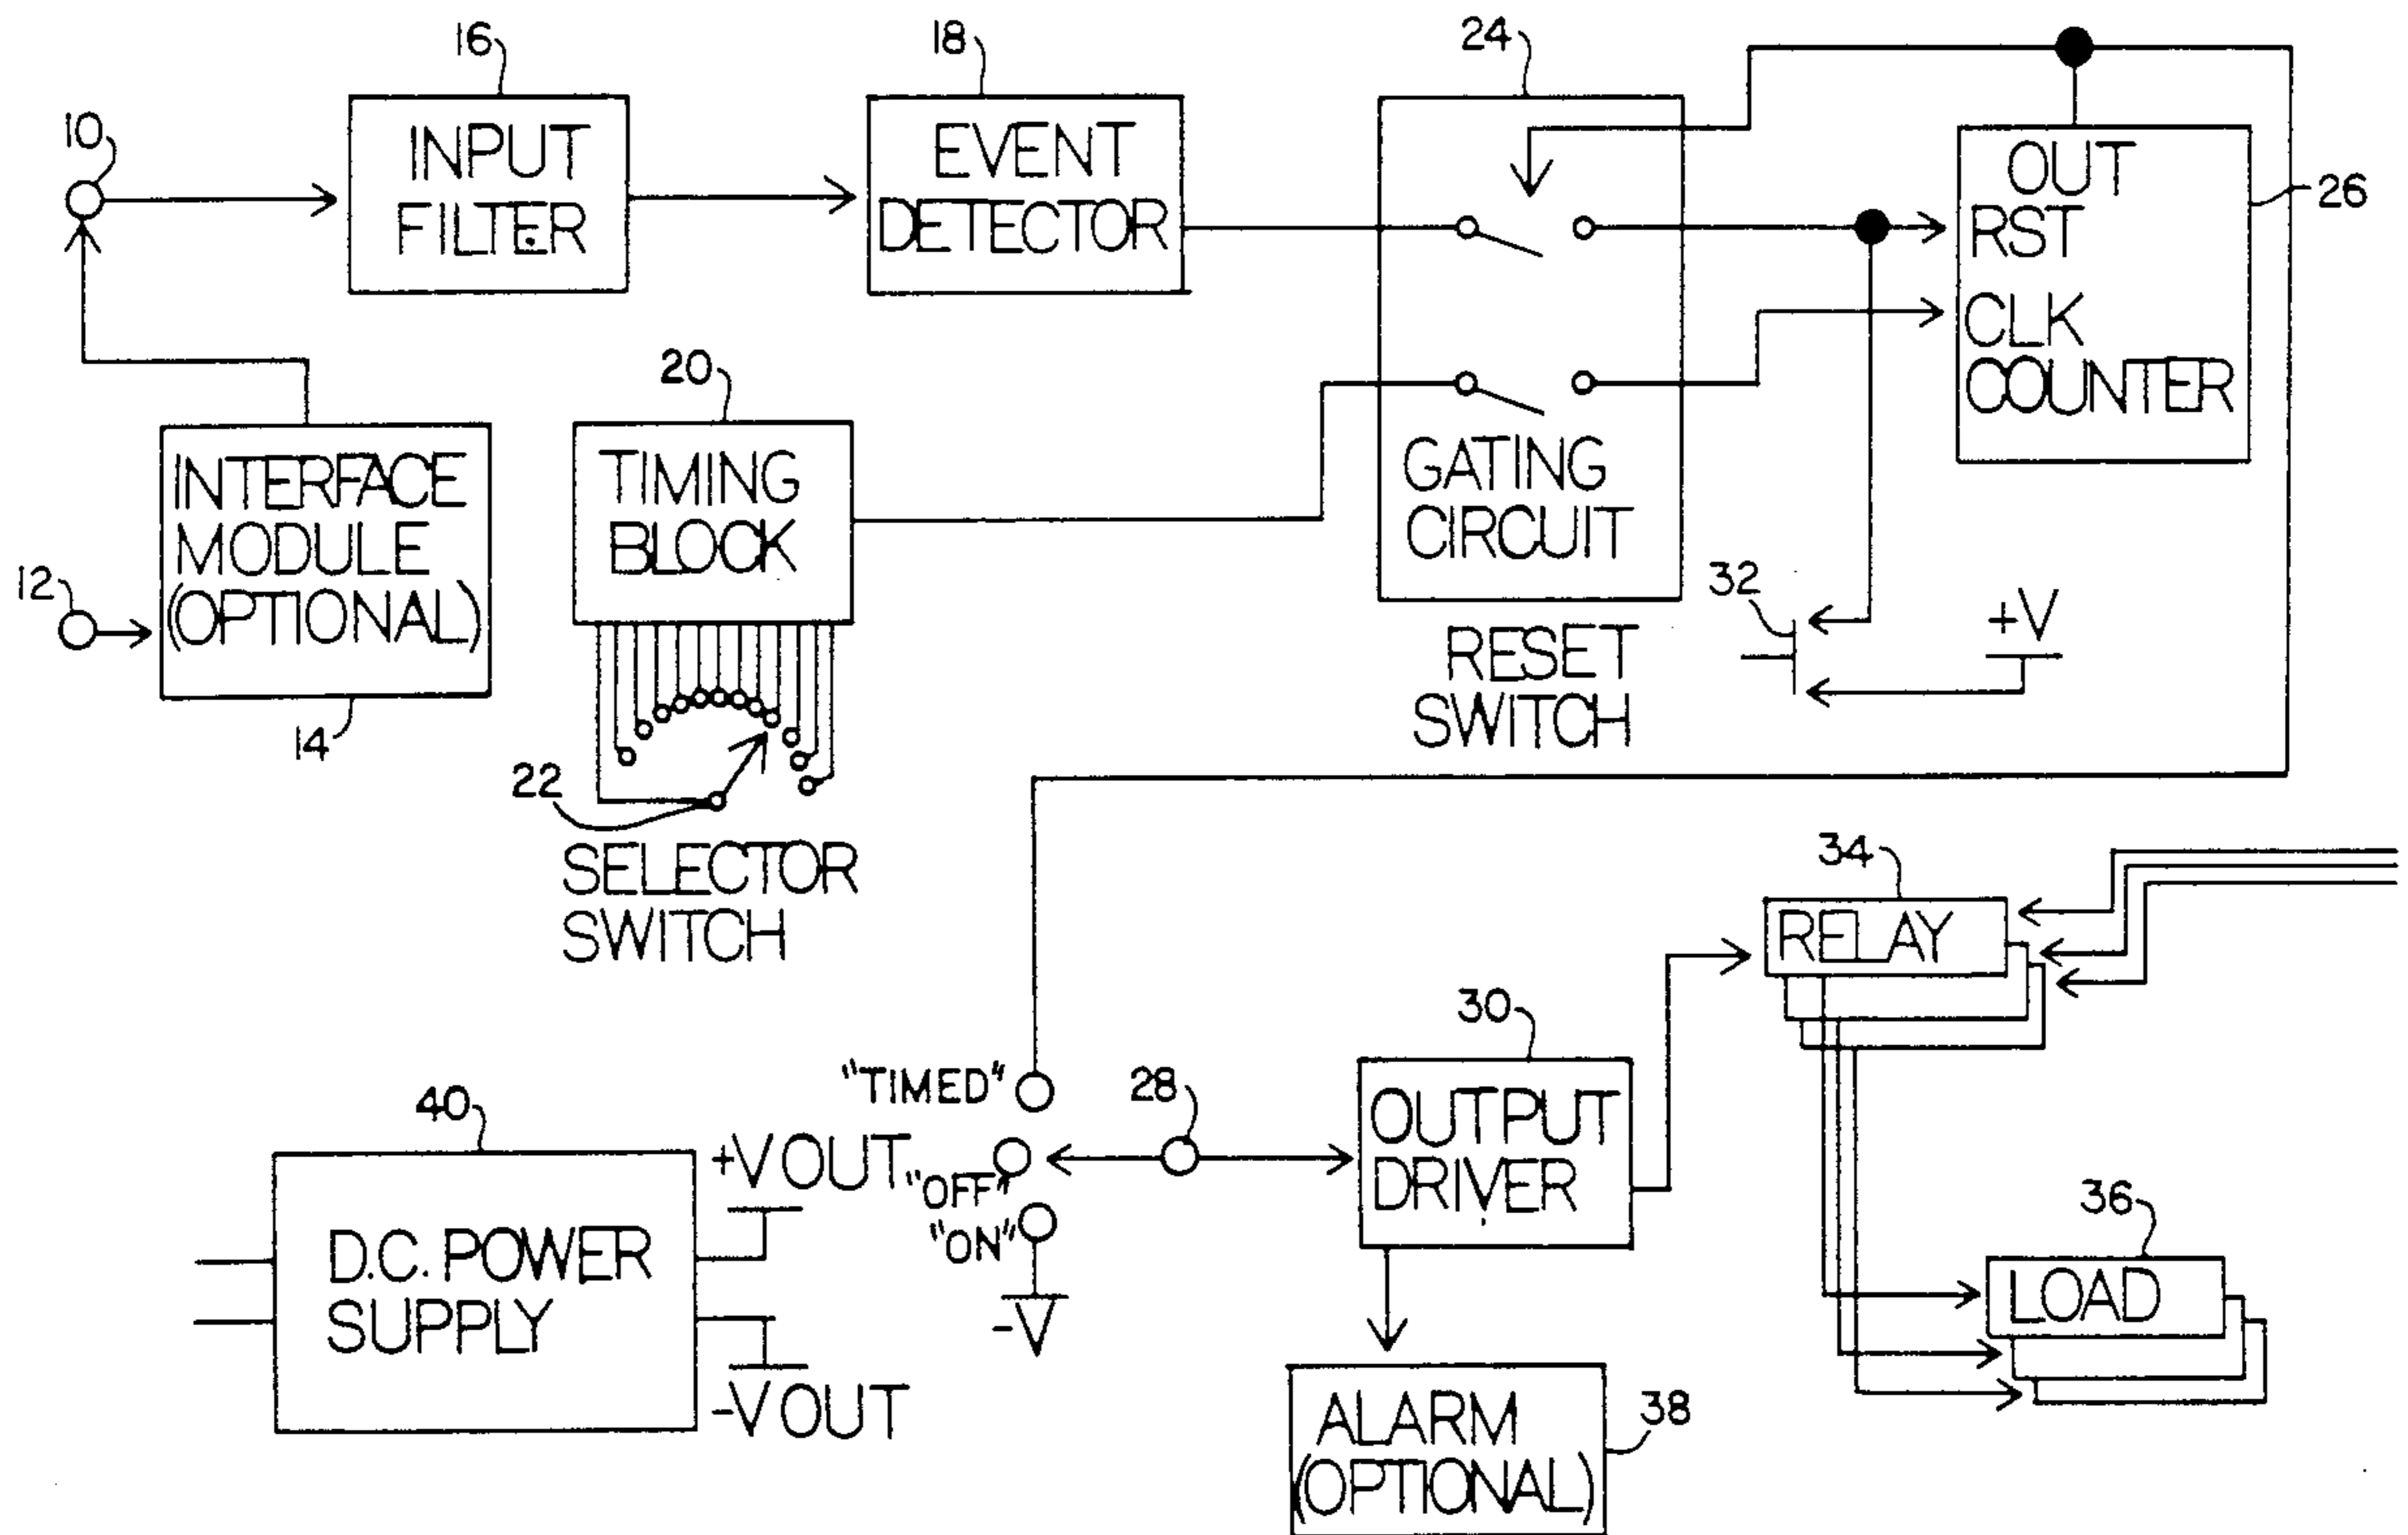 16
18
24
10
INPUT
FILTER
EVENT
DETECTOR
OUT
RST
CLK
COUNTER
26
20
INTERFACE
MODULE
(OPTIONAL)
TIMING
BLOCK
GATING
CIRCUIT
12
14
32
+V
RESET
SWITCH
22
SELECTOR
SWITCH
34
RELAY
30
"TIMED"
28
40
+VOUT
"OFF"
"ON"
-V
OUTPUT
DRIVER
D.C. POWER
SUPPLY
-VOUT
36
LOAD
ALARM
(OPTIONAL)
38